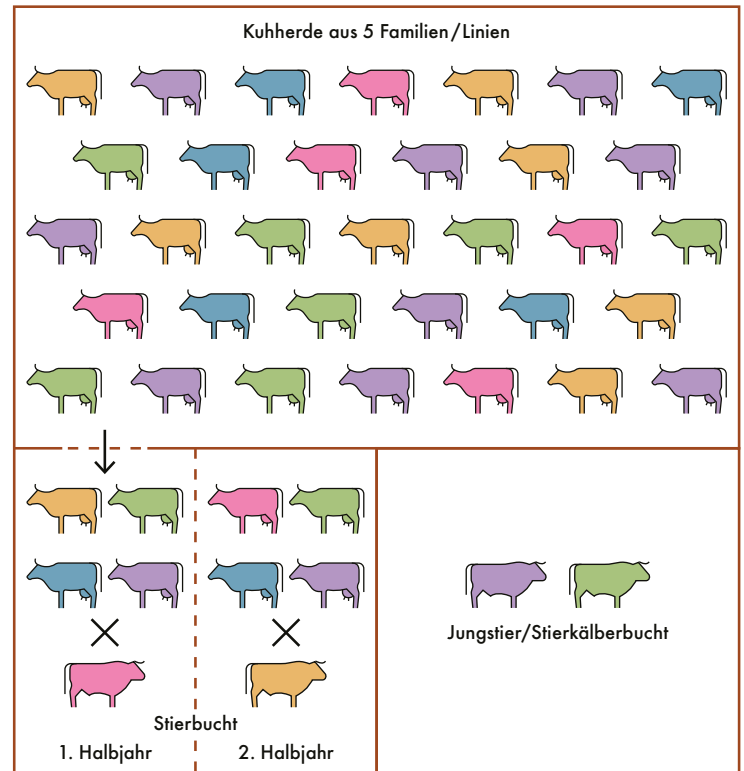 Kuhherde aus 5 Familien/Linien
Jungstier/Stierkälberbucht
Stierbucht
1. Halbjahr
2. Halbjahr